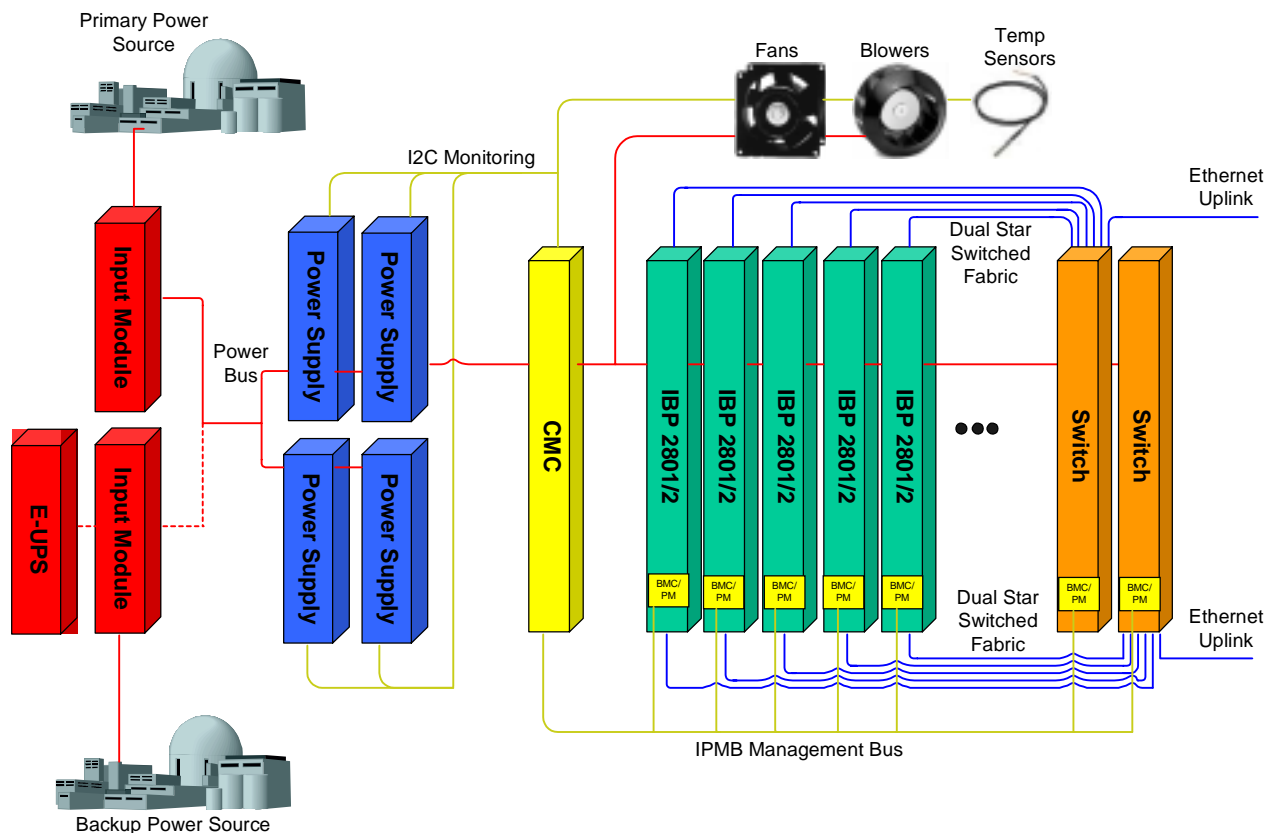 Primary Power
Source
Fans
Blowers
Temp
Sensors
I2C Monitoring
Ethernet
Uplink
Dual Star
Switched
Fabric
Input Module
Power Supply
Power Supply
Power
Bus
CMC
IBP 2801/2
IBP 2801/2
IBP 2801/2
IBP 2801/2
IBP 2801/2
Switch
Switch
E-UPS
Input Module
Power Supply
Power Supply
BMC/
PM
BMC/
PM
BMC/
PM
BMC/
PM
BMC/
PM
BMC/
PM
BMC/
PM
Dual Star
Switched
Fabric
Ethernet
Uplink
IPMB Management Bus
Backup Power Source